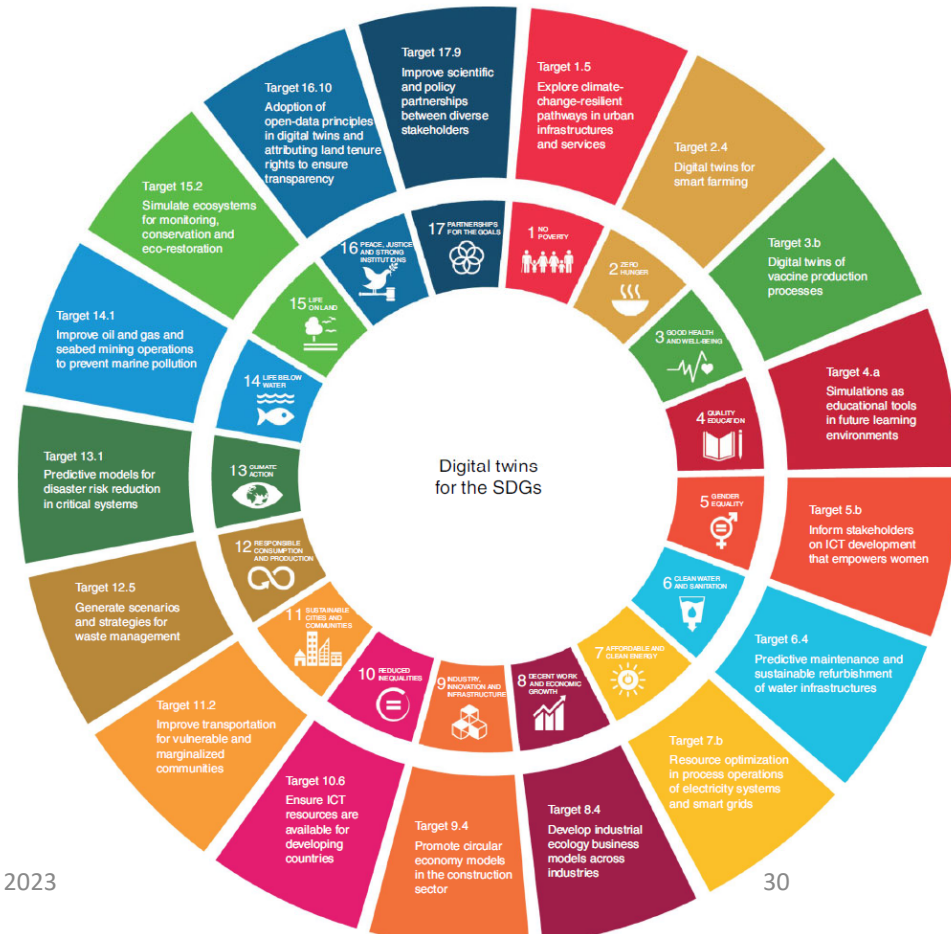 Target 17.9
Improve scientific
and policy
partnerships
between diverse
stakeholders
Target 1.5
Explore climate-
change-resilient
pathways in urban
infrastructures
and services
Target 2.4
Digital twins for
smart farming
Target 3.b
Digital twins of
vaccine production
processes
Target 4.a
Simulations as
educational tools
in future learning
environments
Target 5.b
Inform stakeholders
on ICT development
that empowers women
Target 6.4
Predictive maintenance and
sustainable refurbishment
of water infrastructures
Target 7.b
Resource optimization
in process operations
of electricity systems
and smart grids
Target 8.4
Develop industrial
ecology business
models across
industries
Target 9.4
Promote circular
economy models
in the construction
sector
Target 10.6
Ensure ICT
resources are
available for
developing
countries
Target 11.2
Improve transportation
for vulnerable and
marginalized
communities
Target 12.5
Generate scenarios
and strategies for
waste management
Target 13.1
Predictive models for
disaster risk reduction
in critical systems
Target 14.1
Improve oil and gas and
seabed mining operations
to prevent marine pollution
Target 15.2
Simulate ecosystems
for monitoring,
conservation and
eco-restoration
Target 16.10
Adoption of
open-data principles
in digital twins and
attributing land tenure
rights to ensure
transparency
17 PARTNERSHIPS
FOR THE GOALS
1 NO
POVERTY
2 ZERO
HUNGER
3 GOOD HEALTH
AND WELL-BEING
4 QUALITY
EDUCATION
5 GENDER
EQUALITY
6 CLEAN WATER
AND SANITATION
7 AFFORDABLE AND
CLEAN ENERGY
8 DECENT WORK
AND ECONOMIC
GROWTH
9 INDUSTRY,
INNOVATION AND
INFRASTRUCTURE
10 REDUCED
INEQUALITIES
11 SUSTAINABLE
CITIES AND
COMMUNITIES
12 RESPONSIBLE
CONSUMPTION
AND PRODUCTION
13 CLIMATE
ACTION
14 LIFE BELOW
WATER
15 LIFE
ON LAND
16 PEACE, JUSTICE
AND STRONG
INSTITUTIONS
Digital twins
for the SDGs
2023
30